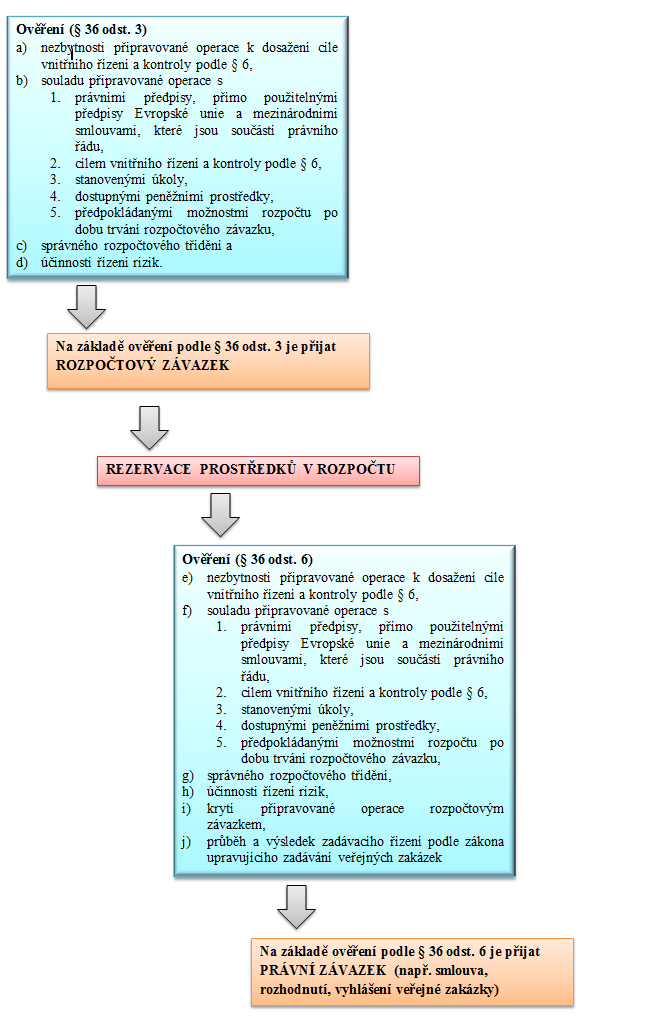 Ověření (§ 36 odst. 3)
a) nezbytnosti připravované operace k dosažení cíle
vnitřního řízení a kontroly podle § 6,
b) souladu připravované operace s
1. právními předpisy, přímo použitelnými
předpisy Evropské unie a mezinárodními
smlouvami, které jsou součástí právního
řádu,
2. cílem vnitřního řízení a kontroly podle § 6,
3. stanovenými úkoly,
4. dostupnými peněžními prostředky,
5. předpokládanými možnostmi rozpočtu po
dobu trvání rozpočtového závazku,
c) správného rozpočtového třídění a
d) účinnosti řízení rizik.
Na základě ověření podle § 36 odst. 3 je přijat
ROZPOČTOVÝ ZÁVAZEK
REZERVACE PROSTŘEDKŮ V ROZPOČTU
Ověření (§ 36 odst. 6)
e) nezbytnosti připravované operace k dosažení cíle
vnitřního řízení a kontroly podle § 6,
f) souladu připravované operace s
1. právními předpisy, přímo použitelnými
předpisy Evropské unie a mezinárodními
smlouvami, které jsou součástí právního
řádu,
2. cílem vnitřního řízení a kontroly podle § 6,
3. stanovenými úkoly,
4. dostupnými peněžními prostředky,
5. předpokládanými možnostmi rozpočtu po
dobu trvání rozpočtového závazku,
g) správného rozpočtového třídění,
h) účinnosti řízení rizik,
i) krytí připravované operace rozpočtovým
závazkem,
j) průběh a výsledek zadávacího řízení podle zákona
upravujícího zadávání veřejných zakázek
Na základě ověření podle § 36 odst. 6 je přijat
PRÁVNÍ ZÁVAZEK (např. smlouva,
rozhodnutí, vyhlášení veřejné zakázky)